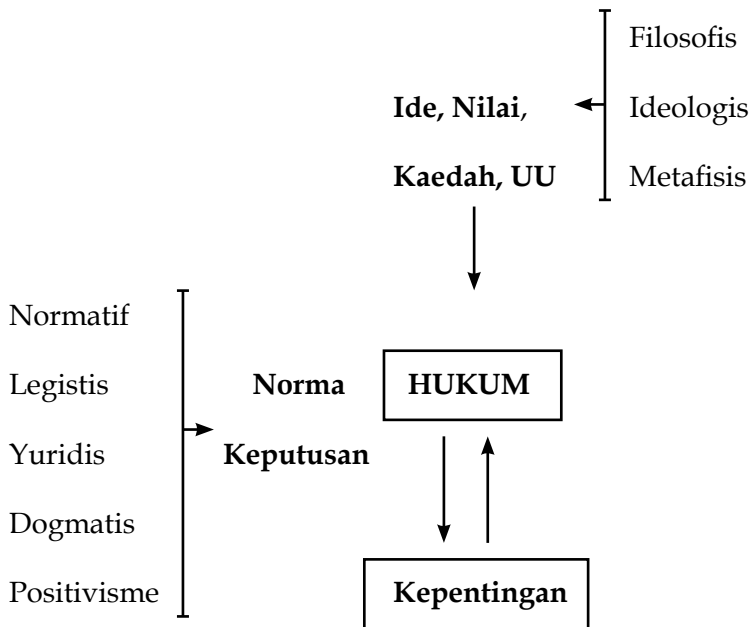 Filosofis
Ide, Nilai,
Ideologis
Kaedah, UU
Metafisis
Normatif
Legistis
Norma
HUKUM
Yuridis
Keputusan
Dogmatis
Positivisme
Kepentingan